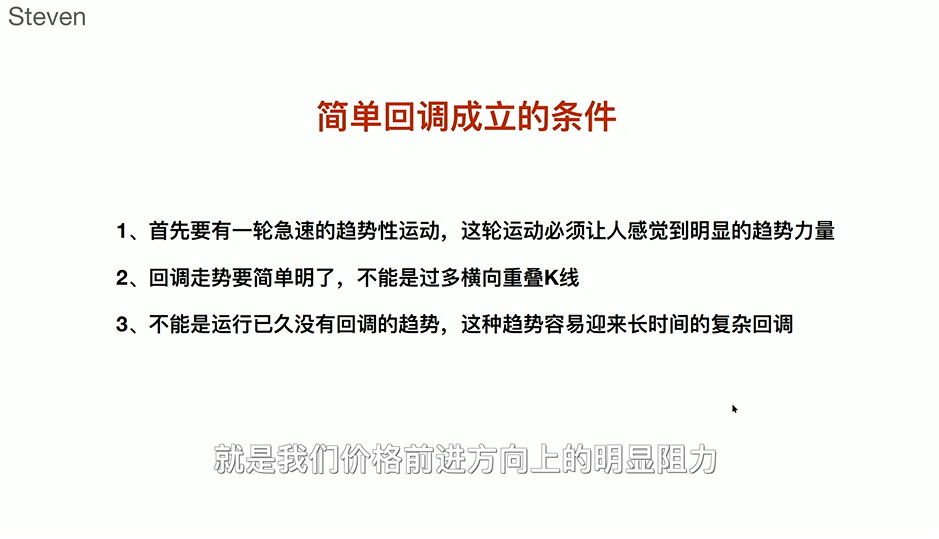 Steven
简单回调成立的条件
1、首先要有一轮急速的趋势性运动，这轮运动必须让人感觉到明显的趋势力量
2、回调走势要简单明了，不能是过多横向重叠K线
3、不能是运行已久没有回调的趋势，这种趋势容易迎来长时间的复杂回调
就是我们价格前进方向上的明显阻力